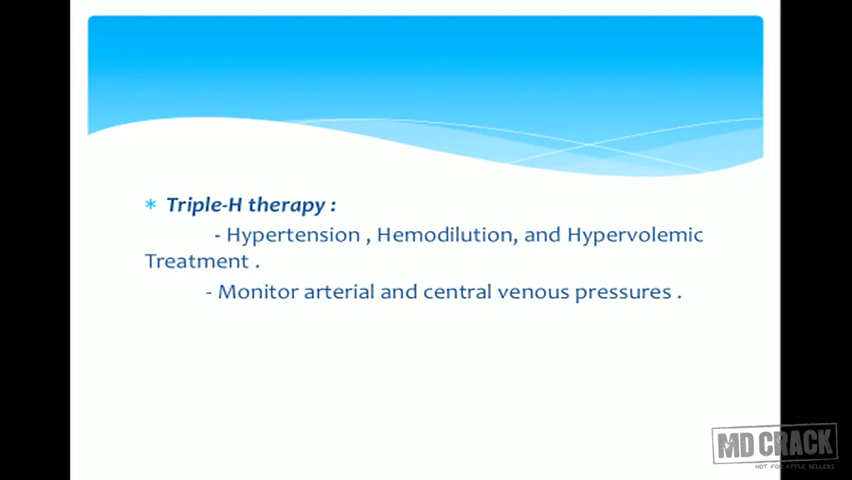 * Triple-H therapy :
- Hypertension , Hemodilution, and Hypervolemic
Treatment .
- Monitor arterial and central venous pressures .
MD CRACK
NOT FOR APPLE SELLERS